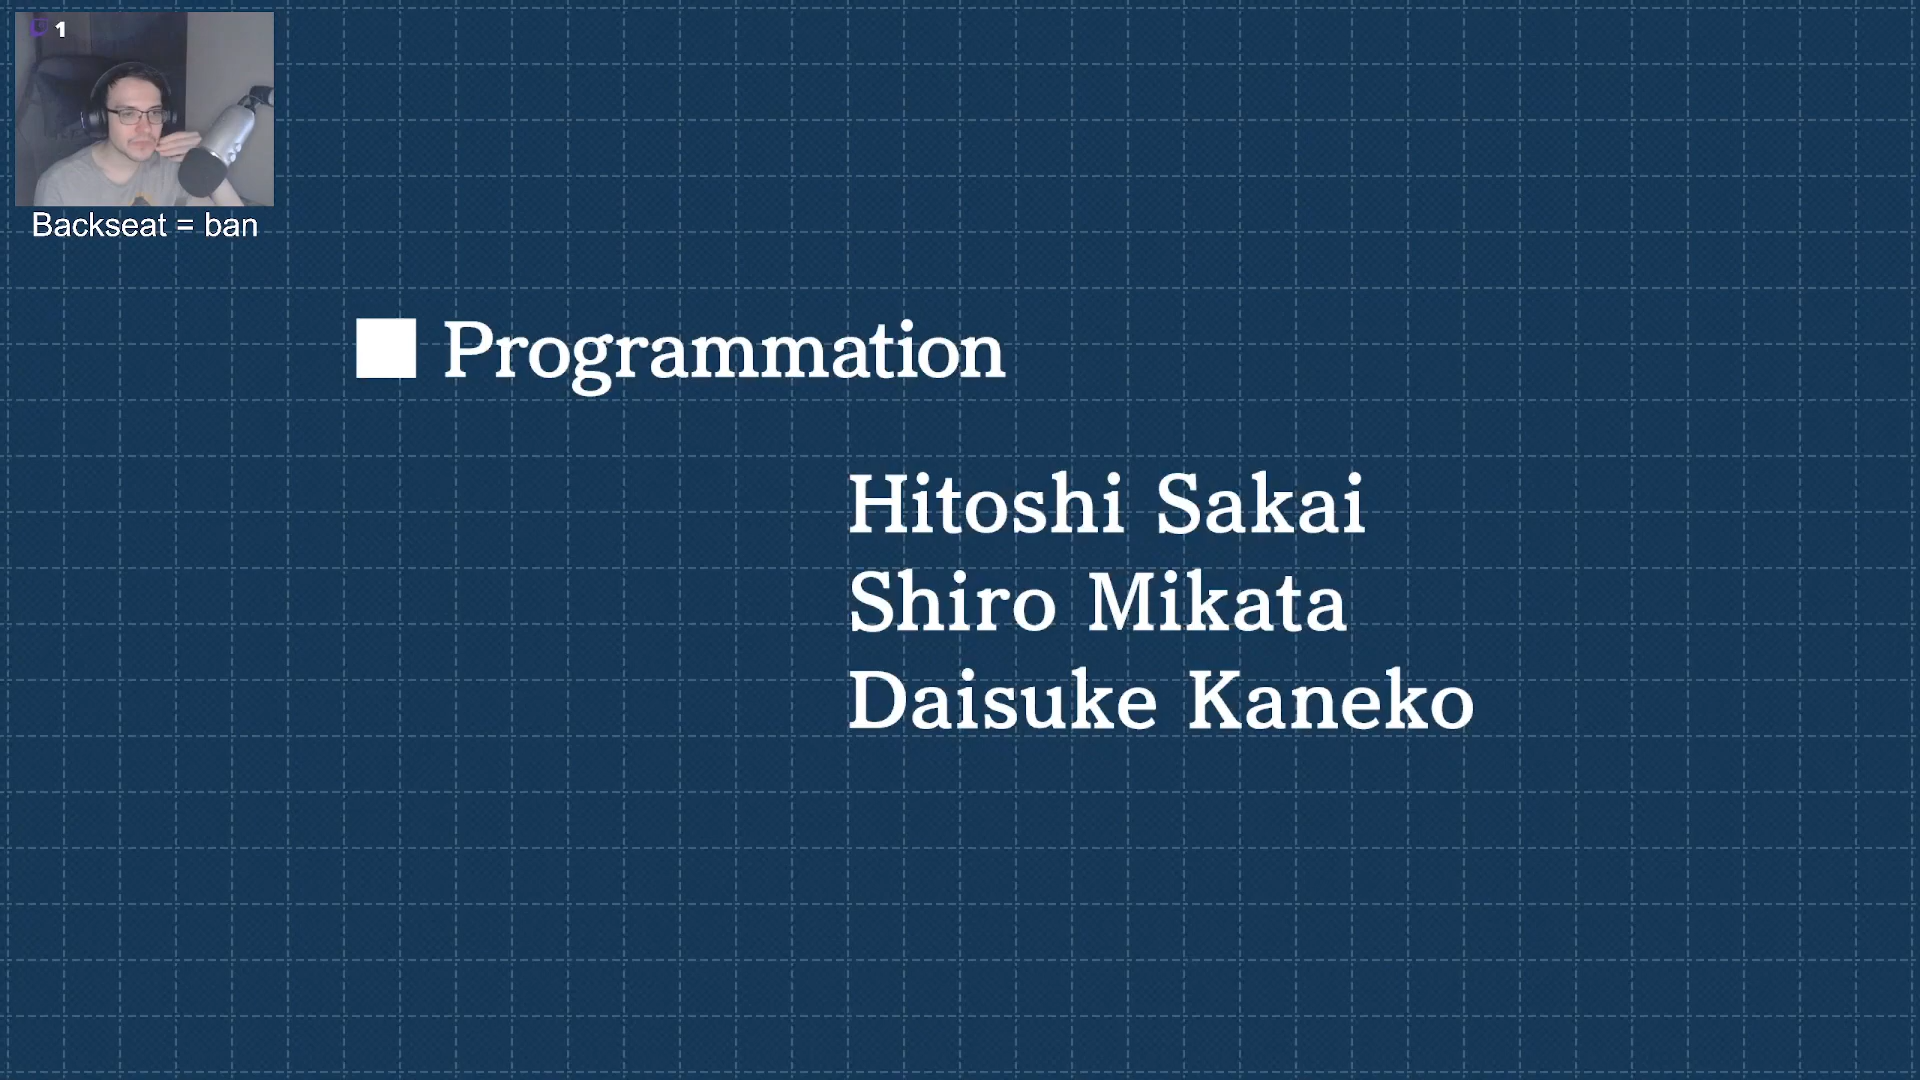 1
Backseat = ban
Programmation
Hitoshi Sakai
Shiro Mikata
Daisuke Kaneko